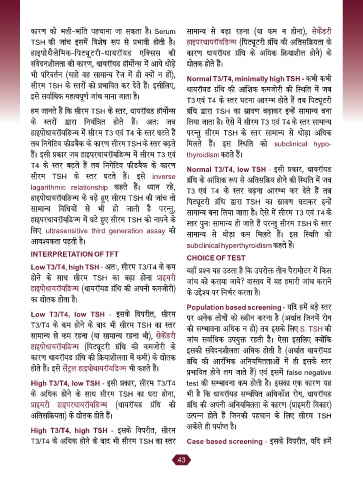 कारण को भली-भांति पहचाना जा सकता है। Serum
TSH की जांच इसमें विशेष रूप से प्रभावी होती है।
हाइपोथैलेमिक-पिट्यूटरी-थायरॉयड एक्सिस की
संवेदनशीलता की कारण, थायरॉयड हॉर्मोन्स में आये थोड़े
भी परिवर्तन (चाहे वह सामान्य रेंज में ही क्यों न हों),
सीरम TSH के स्तरों को प्रभावित कर देते हैं। इसीलिए,
इसे सर्वाधिक महत्वपूर्ण जांच माना जाता है।
हम जानते हैं कि सीरम TSH के स्तर, थायरॉयड हॉर्मोन्स
के स्तरों द्वारा नियंत्रित होते हैं। अतः जब
हाइपोथायरॉयडिज्म में सीरम T3 एवं T4 के स्तर घटते हैं
तब निगेटिव फीडबैक के कारण सीरम TSH के स्तर बढ़ते
हैं। इसी प्रकार जब हाइपरथायरॉयडिज्म में सीरम T3 एवं
T4 के स्तर बढ़ते हैं तब निगेटिव फीडबैक के कारण
सीरम TSH के स्तर घटते हैं। इसे inverse
lagarithmic relationship कहते हैं। ध्यान रहे,
हाइपोथायरॉयडिज्म के बढ़े हुए सीरम TSH की जांच तो
सामान्य विधियों से भी हो जाती है परन्तु,
हाइपरथायरॉयडिज्म में घटे हुए सीरम TSH को नापने के
लिए ultrasensitive third generation assay की
आवश्यकता पड़ती है।
INTERPRETATION OF TFT
Low T3/T4, high TSH - अतः, सीरम T3/T4 के कम
होने के साथ सीरम TSH का बढ़ा होना प्राइमरी
हाइपोथायरॉयडिज्म (थायरॉयड ग्रंथि की अपनी कमजोरी)
का द्योतक होता है।
Low T3/T4, low TSH - इसके विपरीत, सीरम
T3/T4 के कम होने के बाद भी सीरम TSH का स्तर
सामान्य से कम रहना (या सामान्य रहना भी), सेकेंडरी
हाइपोथायरॉयडिज्म (पिट्यूटरी ग्रंथि की कमजोरी के
कारण थायरॉयड ग्रंथि की क्रियाशीलता में कमी) के द्योतक
होते हैं। इसे सेंट्रल हाइपोथायरॉयडिज्म भी कहते हैं।
High T3/T4, low TSH - इसी प्रकार, सीरम T3/T4
के अधिक होने के साथ सीरम TSH का घटा होना,
प्राइमरी हाइपरथायरॉयडिज्म (थायरॉयड ग्रंथि की
अतिसक्रियता) के द्योतक होते हैं।
High T3/T4, high TSH - इसके विपरीत, सीरम
T3/T4 के अधिक होने के बाद भी सीरम TSH का स्तर
सामान्य से बढ़ा रहना (या कम न होना), सेकेंडरी
हाइपरथायरॉयडिज्म (पिट्यूटरी ग्रंथि की अतिसक्रियता के
कारण थायरॉयड ग्रंथि के अधिक क्रियाशील होने) के
द्योतक होते हैं।
Normal T3/T4, minimally high TSH - कभी कभी
थायरॉयड ग्रंथि की आंशिक कमजोरी की स्थिति में जब
T3 एवं T4 के स्तर घटना आरम्भ होते हैं तब पिट्यूटरी
ग्रंथि द्वारा TSH का स्रावण बढ़ाकर इन्हें सामान्य बना
लिया जाता है। ऐसे में सीरम T3 एवं T4 के स्तर सामान्य
परन्तु सीरम TSH के स्तर सामान्य से थोड़ा अधिक
मिलते हैं। इस स्थिति को subclinical hypo-
thyroidism कहते हैं।
Normal T3/T4, low TSH - इसी प्रकार, थायरॉयड
ग्रंथि के आंशिक रूप से अतिसक्रिय होने की स्थिति में जब
T3 एवं T4 के स्तर बढ़ना आरम्भ कर देते हैं तब
पिट्यूटरी ग्रंथि द्वारा TSH का स्रावण घटाकर इन्हें
सामान्य बना लिया जाता है। ऐसे में सीरम T3 एवं T4 के
स्तर पुनः सामान्य हो जाते हैं परन्तु सीरम TSH के स्तर
सामान्य से थोड़ा कम मिलते हैं। इस स्थिति को
subclinical hyperthyroidism कहते हैं।
CHOICE OF TEST
यहाँ प्रश्न यह उठता है कि उपरोक्त तीन पैरामीटर में किस
जांच को कराया जाये? वास्तव में यह हमारी जांच कराने
के उद्देश्य पर निर्भर करता है।
Population based screening - यदि हमें बड़े स्तर
पर अनेक लोगों को स्क्रीन करना है (अर्थात जिनमें रोग
की सम्भावना अधिक न हो) तब इसके लिए S. TSH की
जांच सर्वाधिक उपयुक्त रहती है। ऐसा इसलिए क्योंकि
इसकी संवेदनशीलता अधिक होती है (अर्थात थायरॉयड
ग्रंथि की आरंभिक अनियमितताओं में ही इसके स्तर
प्रभावित होने लग जाते हैं) एवं इसमें false negative
test की सम्भावना कम होती है। इसका एक कारण यह
भी है कि थायरॉयड सम्बंधित अधिकाँश रोग, थायरॉयड
ग्रंथि की अपनी अनियमितता के कारण (प्राइमरी विकार)
उत्पन्न होते हैं जिनकी पहचान के लिए सीरम TSH
अकेले ही पर्याप्त है।
Case based screening - इसके विपरीत, यदि हमें
43